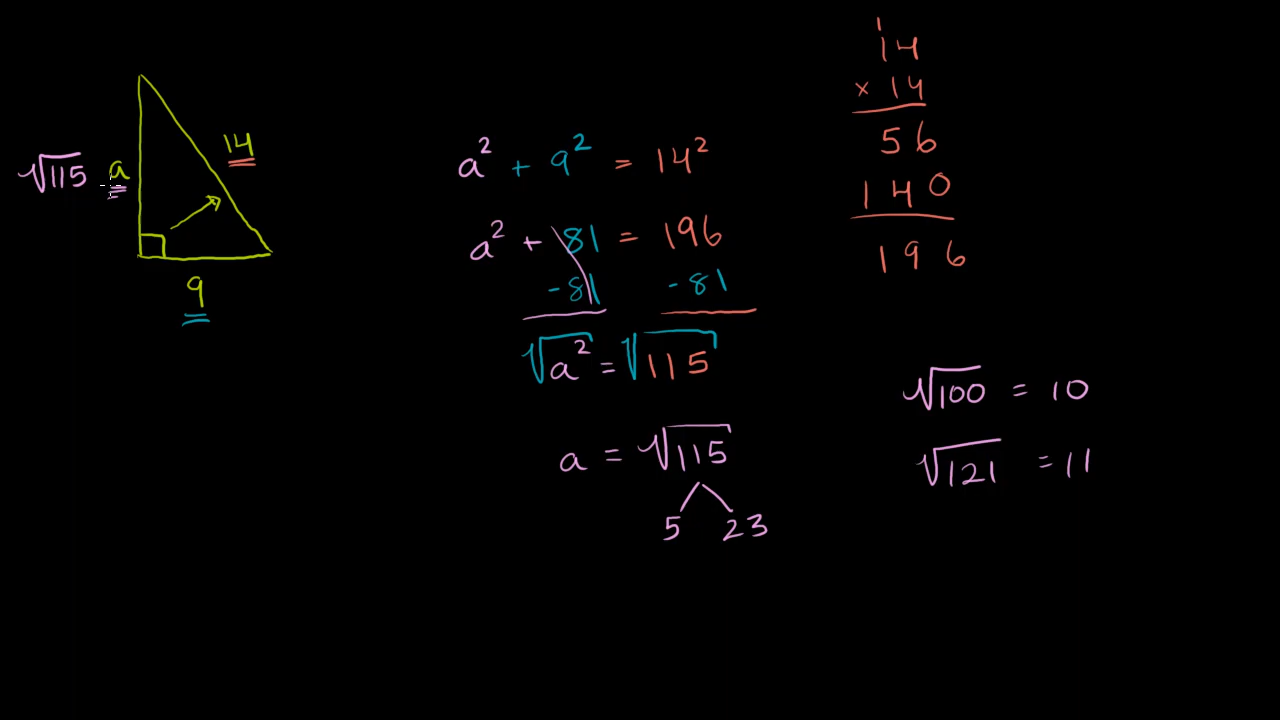 √115 a
14
9
a² + 9² = 14²
a² + 81 = 196
-81 -81
√a² = √115
a = √115
5 23
1
14
× 14
56
140
196
√100 = 10
√121 = 11